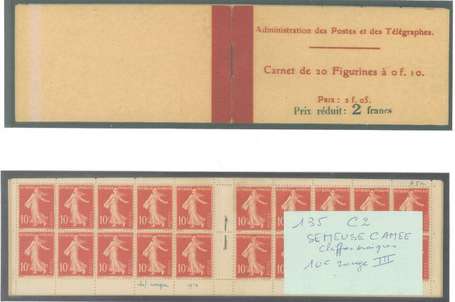 Administration des Postes et des Télégraphes.
Carnet de 20 Figurines à 0 f. 10.
Prix : 2 f. 05.
Prix réduit : 2 francs
135 C2
SEMEUSE CAMEE
10c rouge III